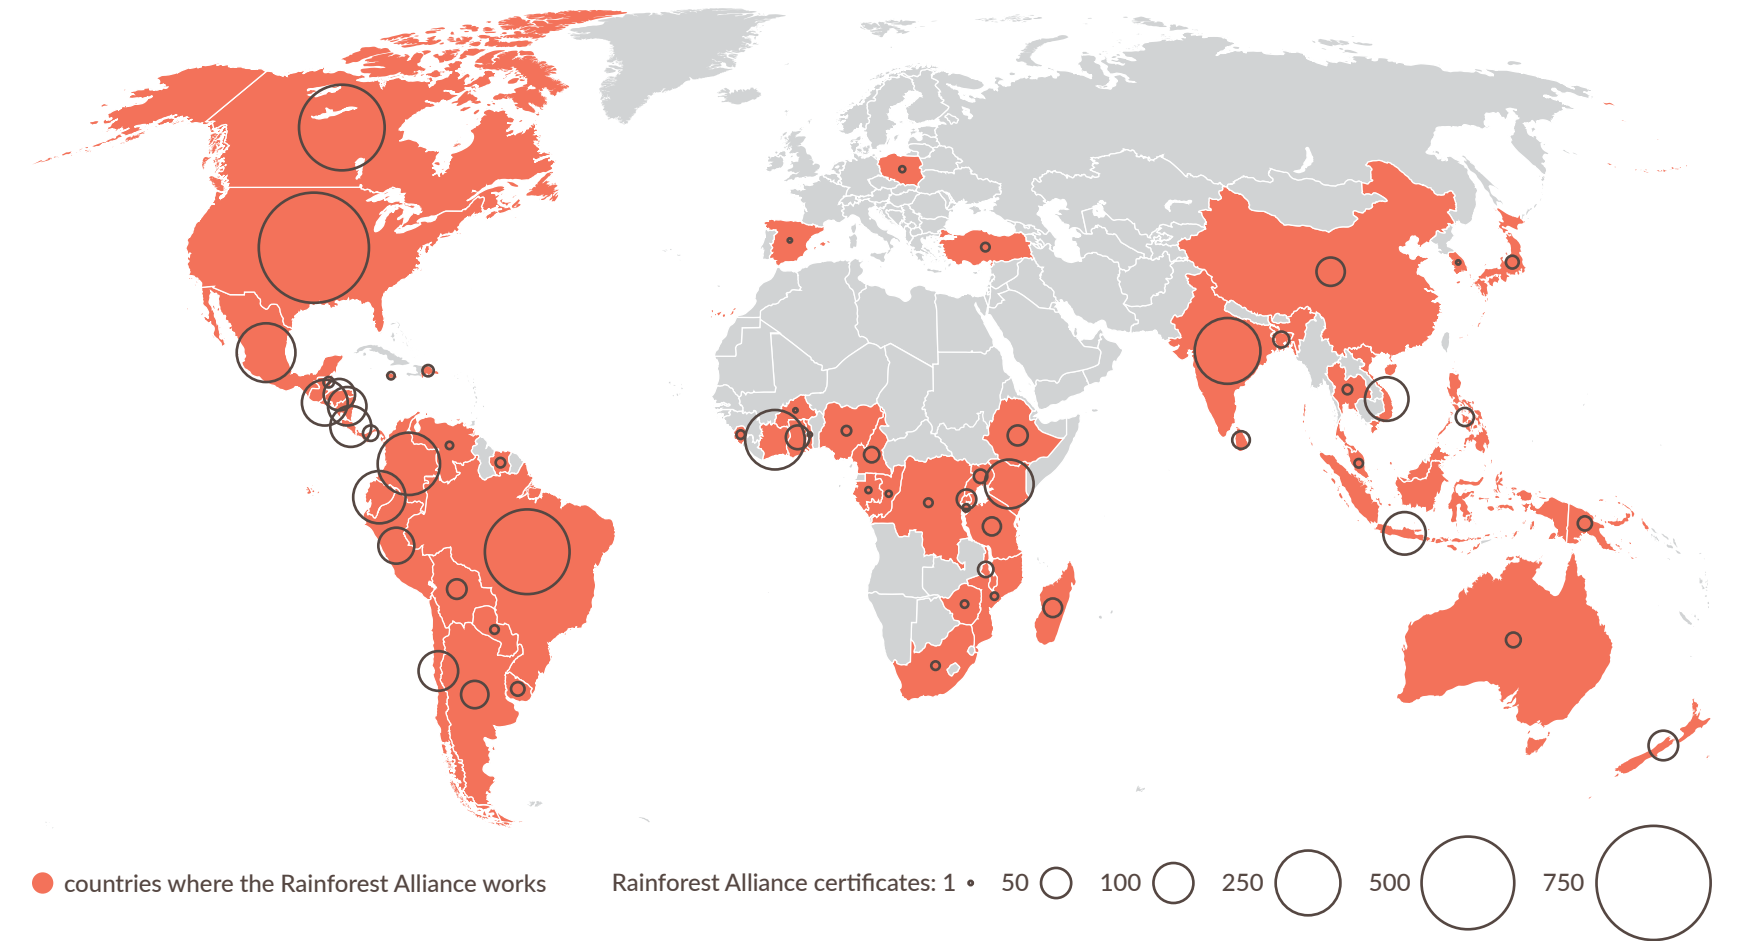 countries where the Rainforest Alliance works
Rainforest Alliance certificates: 1 50 100 250 500 750